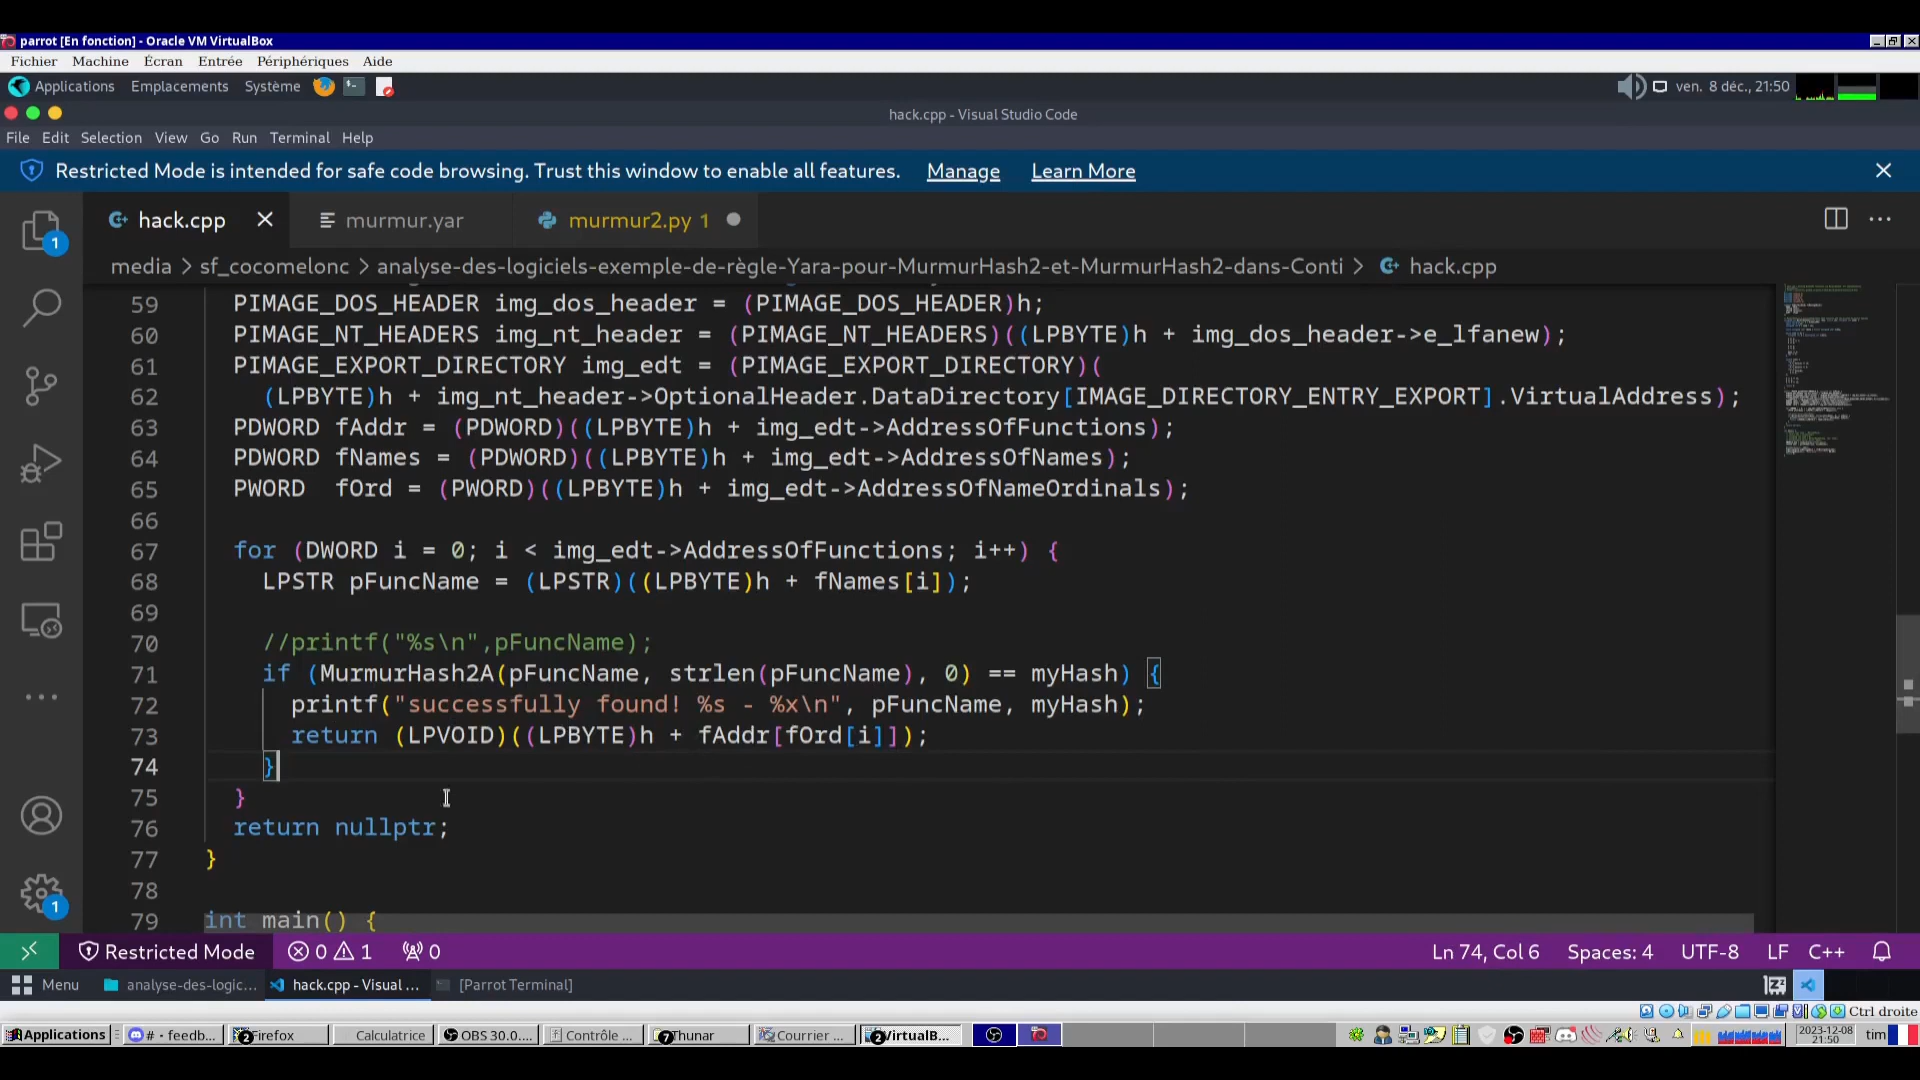 parrot [En fonction] - Oracle VM VirtualBox
Fichier Machine Écran Entrée Périphériques Aide
Applications Emplacements Système ven. 8 déc., 21:50
hack.cpp - Visual Studio Code
File Edit Selection View Go Run Terminal Help
Restricted Mode is intended for safe code browsing. Trust this window to enable all features. Manage Learn More
hack.cpp murmur.yar murmur2.py 1
media > sf_cocomelonc > analyse-des-logiciels-exemple-de-règle-Yara-pour-MurmurHash2-et-MurmurHash2-dans-Conti > hack.cpp
59 PIMAGE_DOS_HEADER img_dos_header = (PIMAGE_DOS_HEADER)h;
60 PIMAGE_NT_HEADERS img_nt_header = (PIMAGE_NT_HEADERS)((LPBYTE)h + img_dos_header->e_lfanew);
61 PIMAGE_EXPORT_DIRECTORY img_edt = (PIMAGE_EXPORT_DIRECTORY)(
62 (LPBYTE)h + img_nt_header->OptionalHeader.DataDirectory[IMAGE_DIRECTORY_ENTRY_EXPORT].VirtualAddress);
63 PDWORD fAddr = (PDWORD)((LPBYTE)h + img_edt->AddressOfFunctions);
64 PDWORD fNames = (PDWORD)((LPBYTE)h + img_edt->AddressOfNames);
65 PWORD  fOrd = (PWORD)((LPBYTE)h + img_edt->AddressOfNameOrdinals);
66
67 for (DWORD i = 0; i < img_edt->AddressOfFunctions; i++) {
68 LPSTR pFuncName = (LPSTR)((LPBYTE)h + fNames[i]);
69
70 //printf("%s\n",pFuncName);
71 if (MurmurHash2A(pFuncName, strlen(pFuncName), 0) == myHash) {
72 printf("successfully found! %s - %x\n", pFuncName, myHash);
73 return (LPVOID)((LPBYTE)h + fAddr[fOrd[i]]);
74 }
75 }
76 return nullptr;
77 }
78
79 int main() {
Restricted Mode 0 1 0 Ln 74, Col 6 Spaces: 4 UTF-8 LF C++
Menu analyse-des-logic... hack.cpp - Visual ... [Parrot Terminal]
Ctrl droite
Applications # - feedb... 2 Firefox Calculatrice OBS 30.0.... Contrôle ... 7 Thunar Courrier ... 2 VirtualB... 2023-12-08 tim
21:50